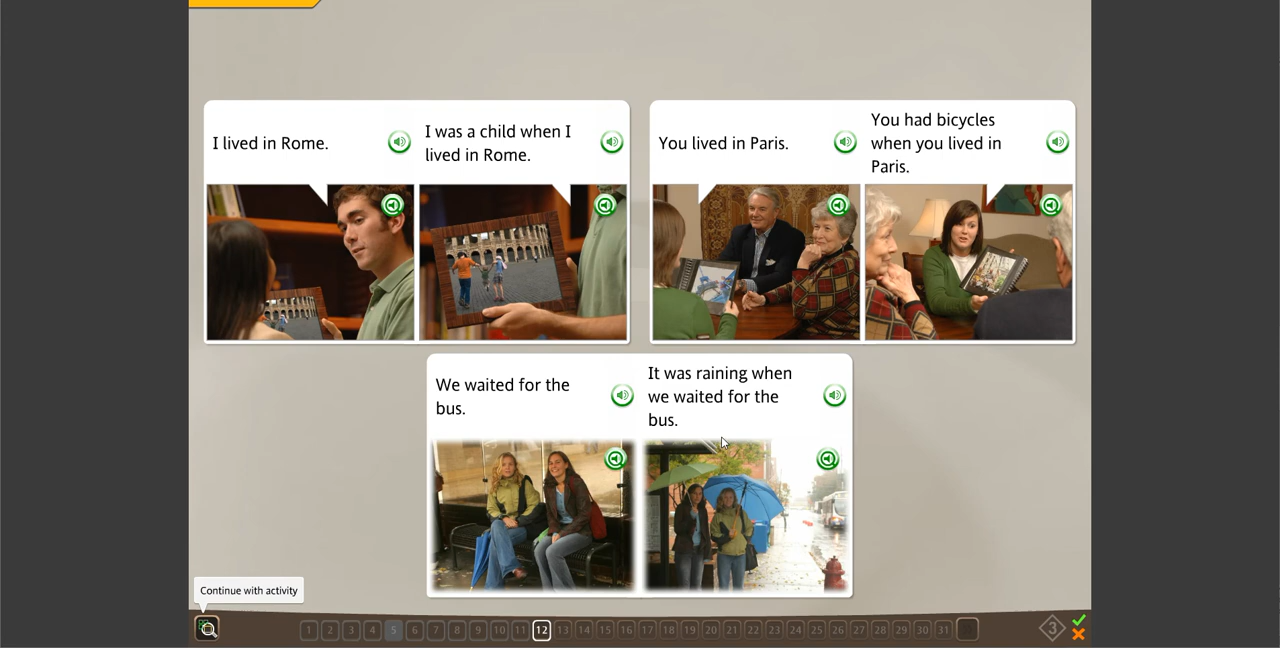 I lived in Rome.
I was a child when I
lived in Rome.
You lived in Paris.
You had bicycles
when you lived in
Paris.
We waited for the
bus.
It was raining when
we waited for the
bus.
Continue with activity
1 2 3 4 5 6 7 8 9 10 11 12 13 14 15 16 17 18 19 20 21 22 23 24 25 26 27 28 29 30 31
3